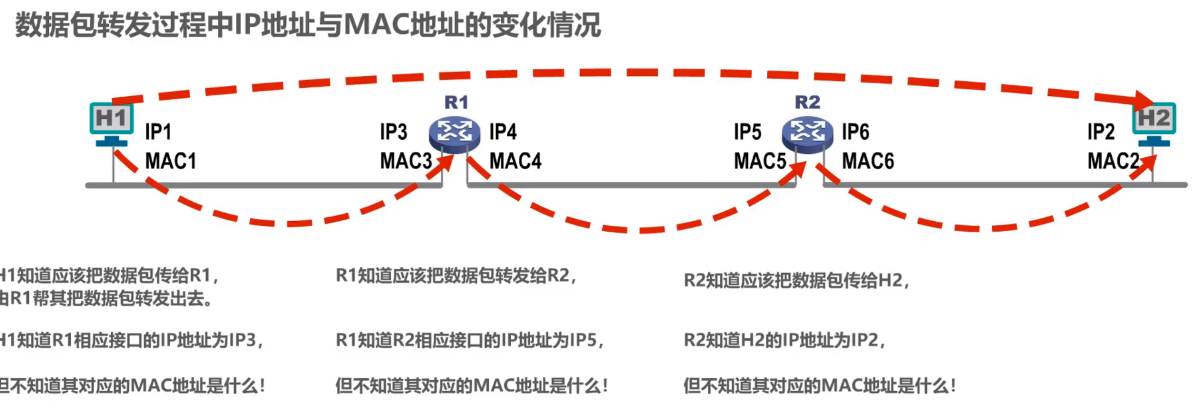 数据包转发过程中IP地址与MAC地址的变化情况
R1 R2
H1 H2
IP1 IP3 IP4 IP5 IP6 IP2
MAC1 MAC3 MAC4 MAC5 MAC6 MAC2
H1知道应该把数据包传给R1，
由R1帮其把数据包转发出去。
H1知道R1相应接口的IP地址为IP3，
但不知道其对应的MAC地址是什么！
R1知道应该把数据包转发给R2，
R1知道R2相应接口的IP地址为IP5，
但不知道其对应的MAC地址是什么！
R2知道应该把数据包传给H2，
R2知道H2的IP地址为IP2，
但不知道其对应的MAC地址是什么！